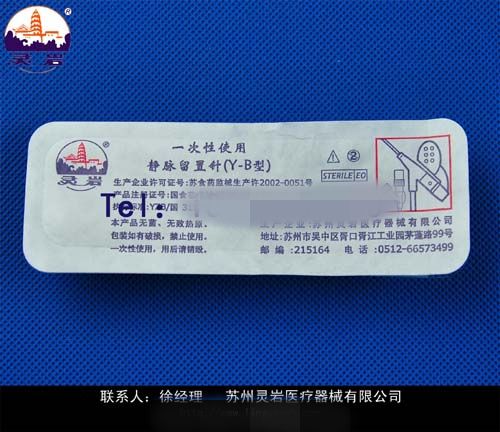 灵岩
®
灵岩
®
一次性使用
静脉留置针(Y-B型)
STERILE EO
②
生产企业许可证号:苏食药监械生产许2002-0051号
产品注册证号:国食
Tel:
本产品无菌、无致热原。
包装如有破损,禁止使用。
一次性使用,用后请销毁。
生产企业:苏州灵岩医疗器械有限公司
地址:苏州市吴中区胥口胥江工业园茅蓬路99号
邮编:215164 电话:0512-66573499
联系人:徐经理 苏州灵岩医疗器械有限公司